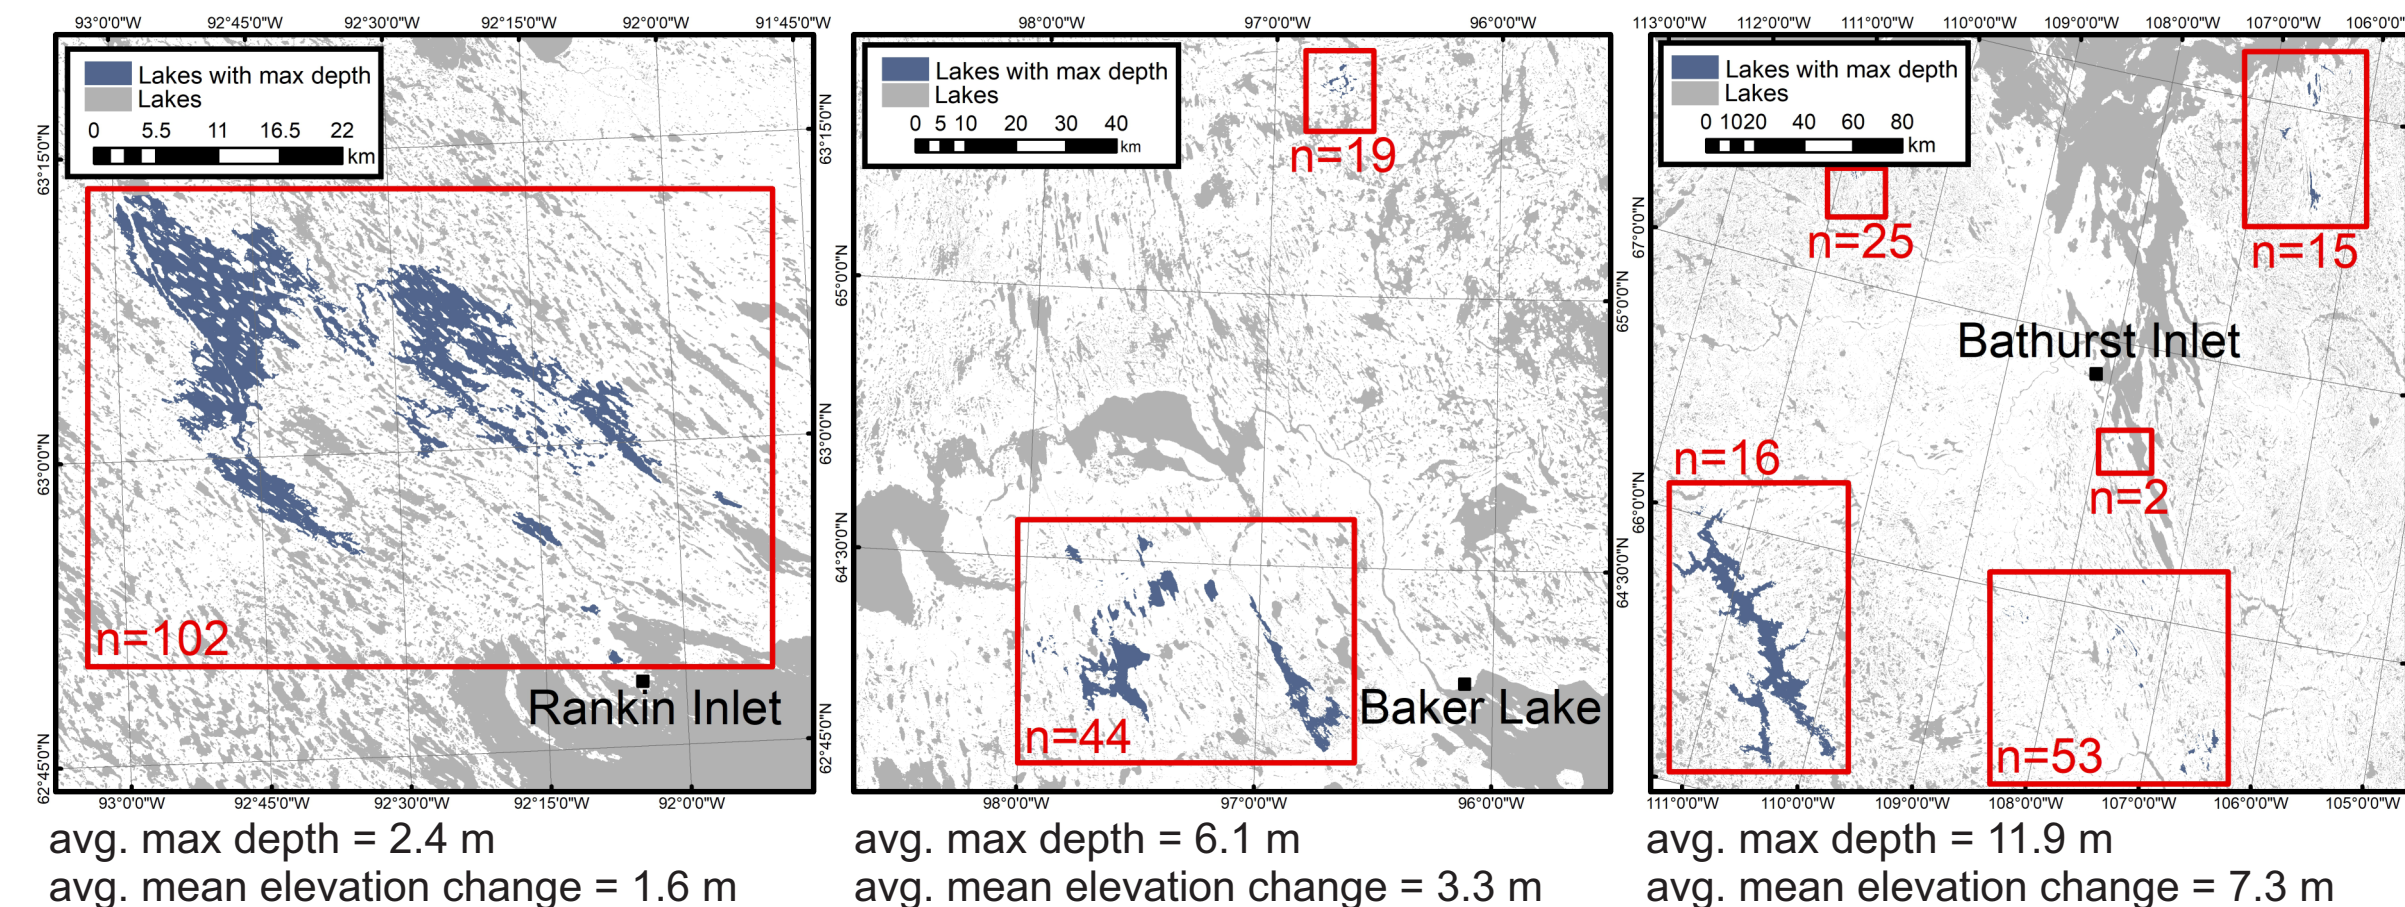 93°0'0"W 92°45'0"W 92°30'0"W 92°15'0"W 92°0'0"W 91°45'0"W
Lakes with max depth
Lakes
0 5.5 11 16.5 22
km
63°15'0"N
63°0'0"N
62°45'0"N
63°15'0"N
63°0'0"N
62°45'0"N
n=102
Rankin Inlet
93°0'0"W 92°45'0"W 92°30'0"W 92°15'0"W 92°0'0"W
avg. max depth = 2.4 m
avg. mean elevation change = 1.6 m
98°0'0"W 97°0'0"W 96°0'0"W
Lakes with max depth
Lakes
0 5 10 20 30 40
km
n=19
65°0'0"N
64°30'0"N
65°0'0"N
64°30'0"N
n=44
Baker Lake
98°0'0"W 97°0'0"W 96°0'0"W
avg. max depth = 6.1 m
avg. mean elevation change = 3.3 m
113°0'0"W 112°0'0"W 111°0'0"W 110°0'0"W 109°0'0"W 108°0'0"W 107°0'0"W 106°0'0"
Lakes with max depth
Lakes
0 10 20 40 60 80
km
67°0'0"N
66°0'0"N
n=25
n=15
Bathurst Inlet
n=16
n=2
n=53
111°0'0"W 110°0'0"W 109°0'0"W 108°0'0"W 107°0'0"W 106°0'0"W 105°0'0"W
avg. max depth = 11.9 m
avg. mean elevation change = 7.3 m